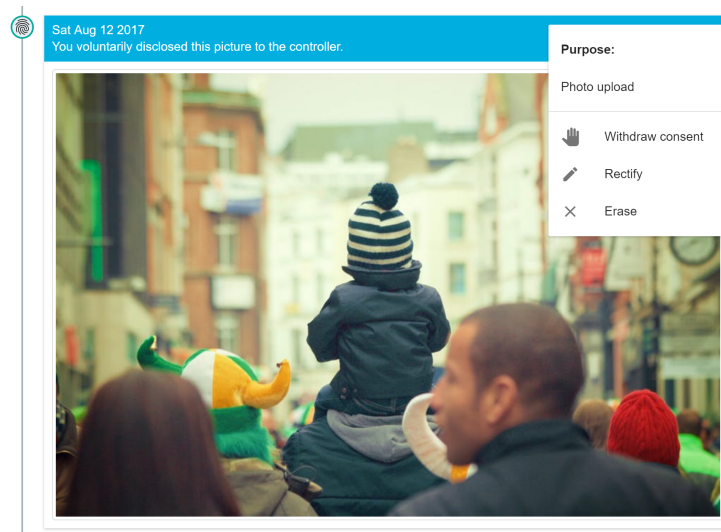 Sat Aug 12 2017
You voluntarily disclosed this picture to the controller.
Purpose:
Photo upload
Withdraw consent
Rectify
Erase